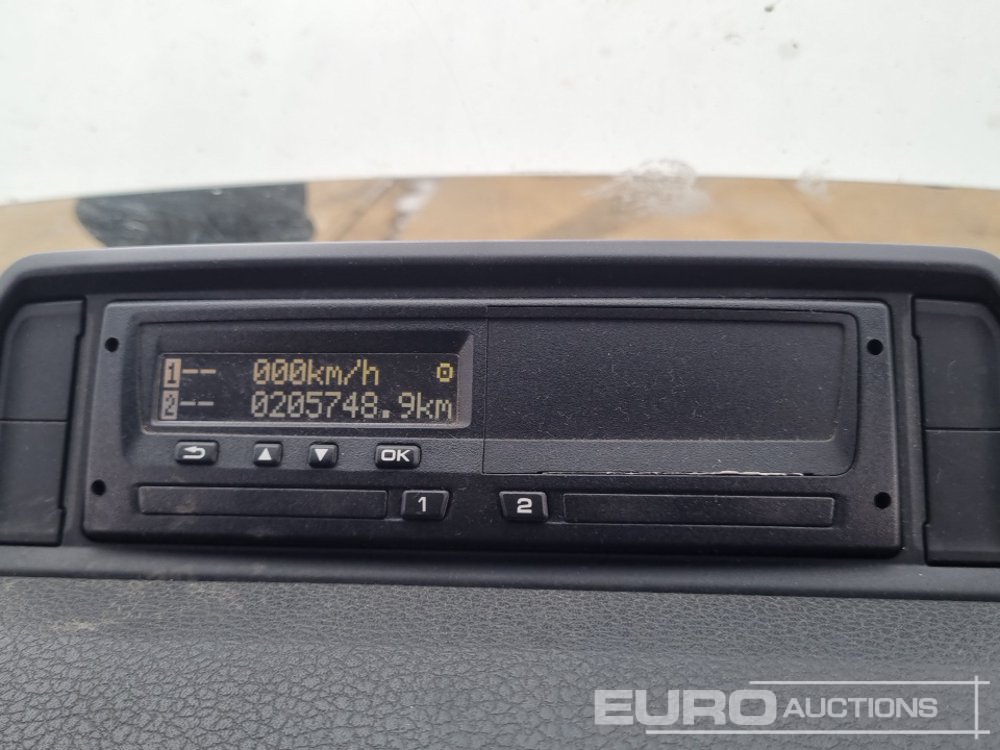 1-- 000km/h
2-- 0205748.9km
OK
1 2
EURO AUCTIONS